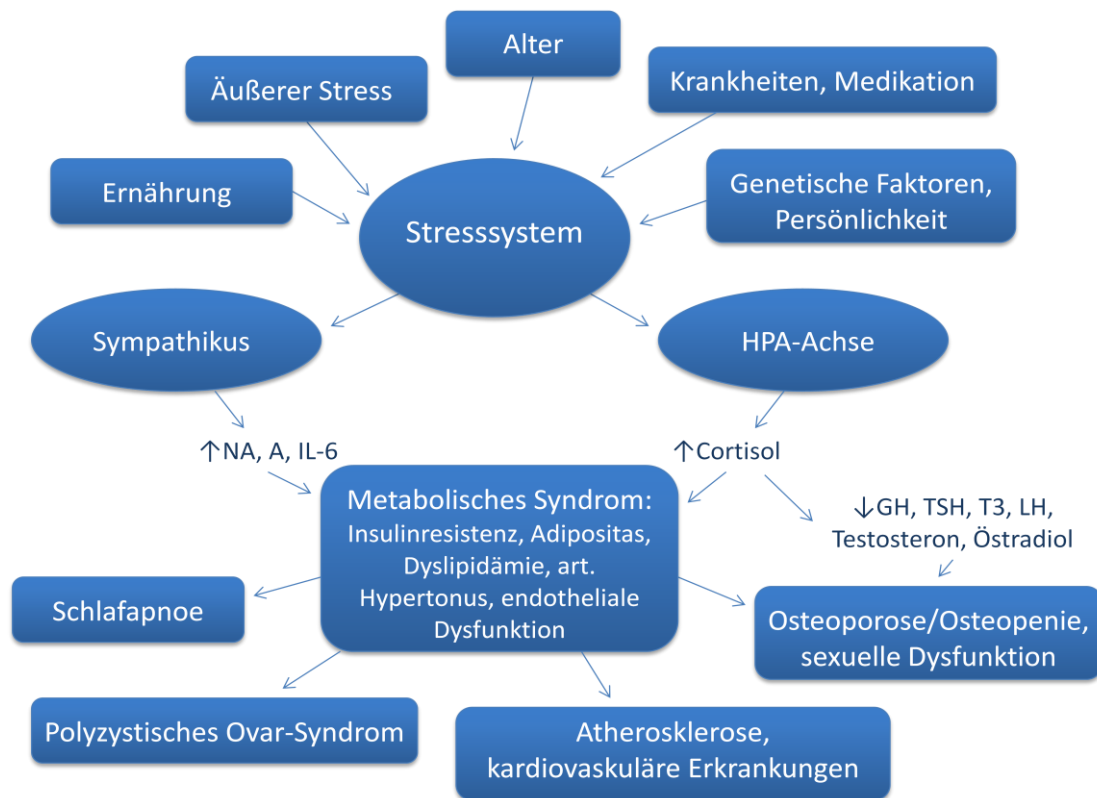 Alter
Äußerer Stress
Krankheiten, Medikation
Ernährung
Genetische Faktoren,
Persönlichkeit
Stresssystem
Sympathikus
HPA-Achse
↑NA, A, IL-6
↑Cortisol
Metabolisches Syndrom:
Insulinresistenz, Adipositas,
Dyslipidämie, art.
Hypertonus, endotheliale
Dysfunktion
↓GH, TSH, T3, LH,
Testosteron, Östradiol
Schlafapnoe
Osteoporose/Osteopenie,
sexuelle Dysfunktion
Polyzystisches Ovar-Syndrom
Atherosklerose,
kardiovaskuläre Erkrankungen